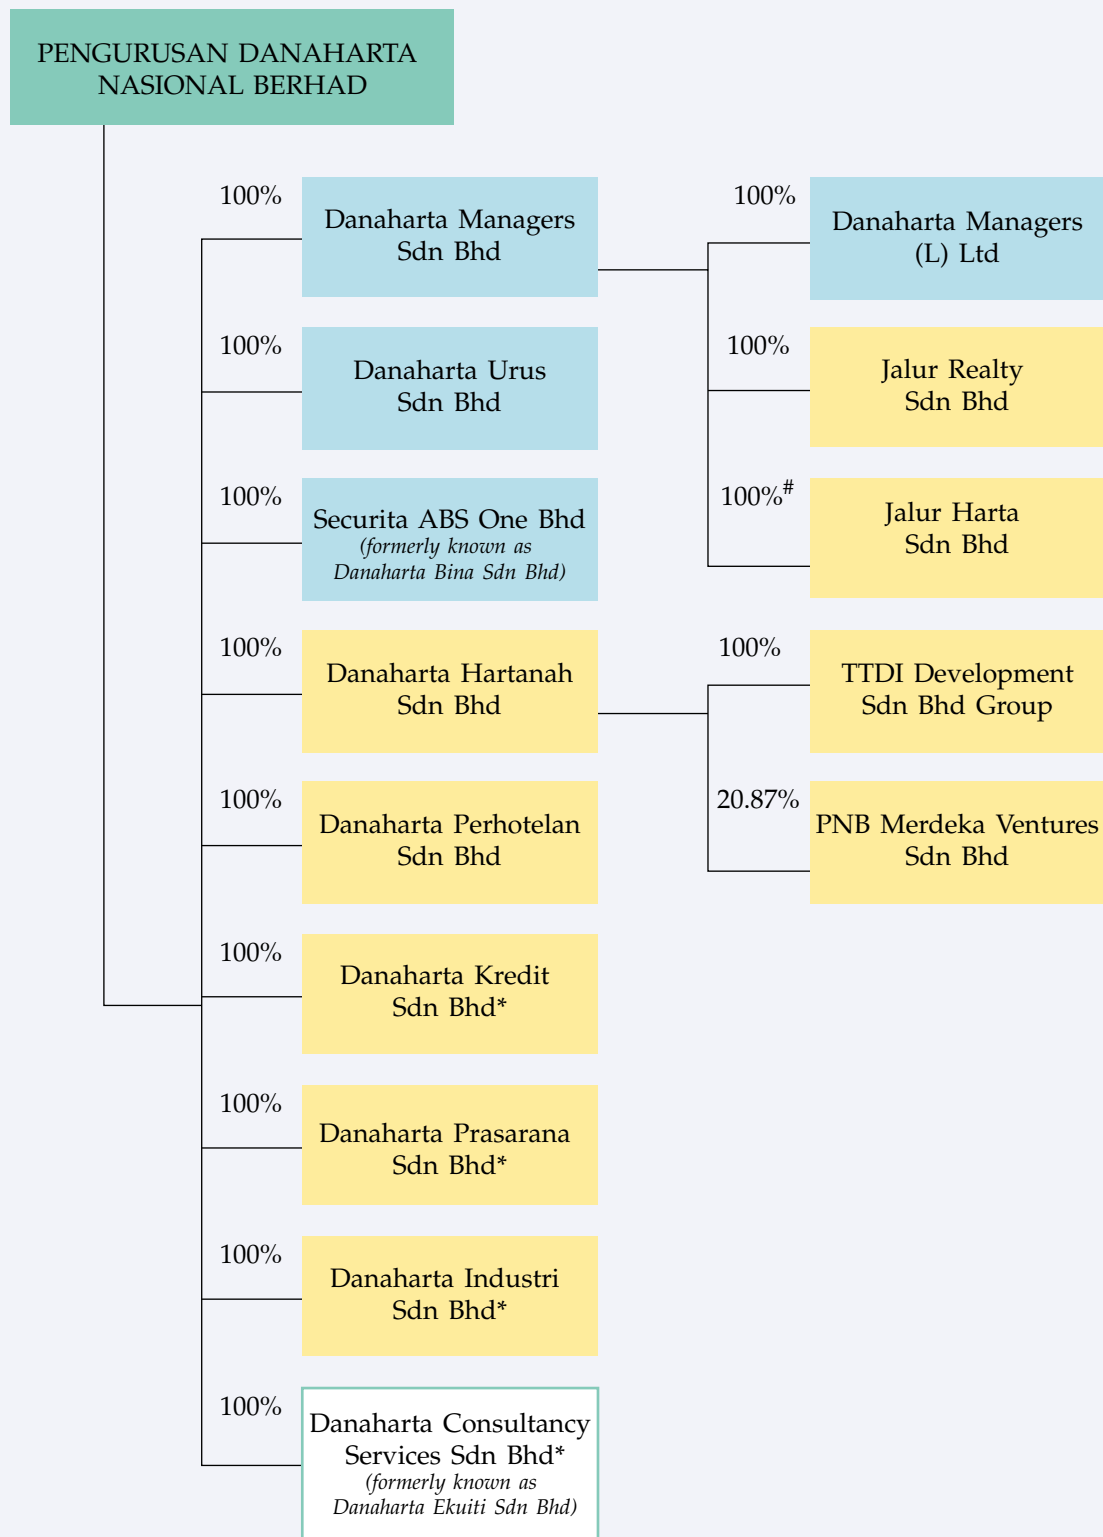 PENGURUSAN DANAHARTA
NASIONAL BERHAD
100%
Danaharta Managers
Sdn Bhd
100%
Danaharta Managers
(L) Ltd
100%
Danaharta Urus
Sdn Bhd
100%
Jalur Realty
Sdn Bhd
100%
Securita ABS One Bhd
(formerly known as
Danaharta Bina Sdn Bhd)
100%#
Jalur Harta
Sdn Bhd
100%
Danaharta Hartanah
Sdn Bhd
100%
TTDI Development
Sdn Bhd Group
100%
Danaharta Perhotelan
Sdn Bhd
20.87%
PNB Merdeka Ventures
Sdn Bhd
100%
Danaharta Kredit
Sdn Bhd*
100%
Danaharta Prasarana
Sdn Bhd*
100%
Danaharta Industri
Sdn Bhd*
100%
Danaharta Consultancy
Services Sdn Bhd*
(formerly known as
Danaharta Ekuiti Sdn Bhd)